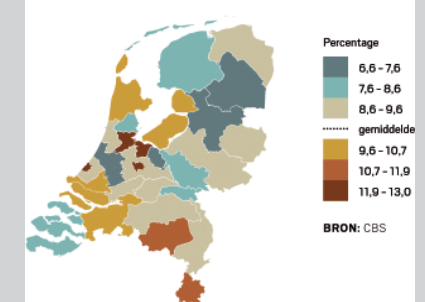 Percentage
6,6 - 7,6
7,6 - 8,6
8,6 - 9,6
gemiddelde
9,6 - 10,7
10,7 - 11,9
11,9 - 13,0
BRON: CBS